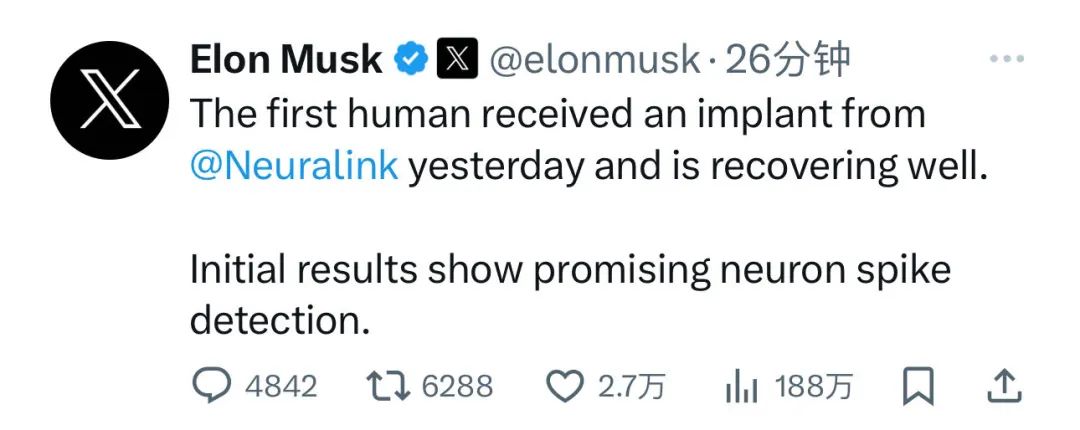 Elon Musk @elonmusk · 26分钟
The first human received an implant from
@Neuralink yesterday and is recovering well.
Initial results show promising neuron spike
detection.
4842 6288 2.7万 188万